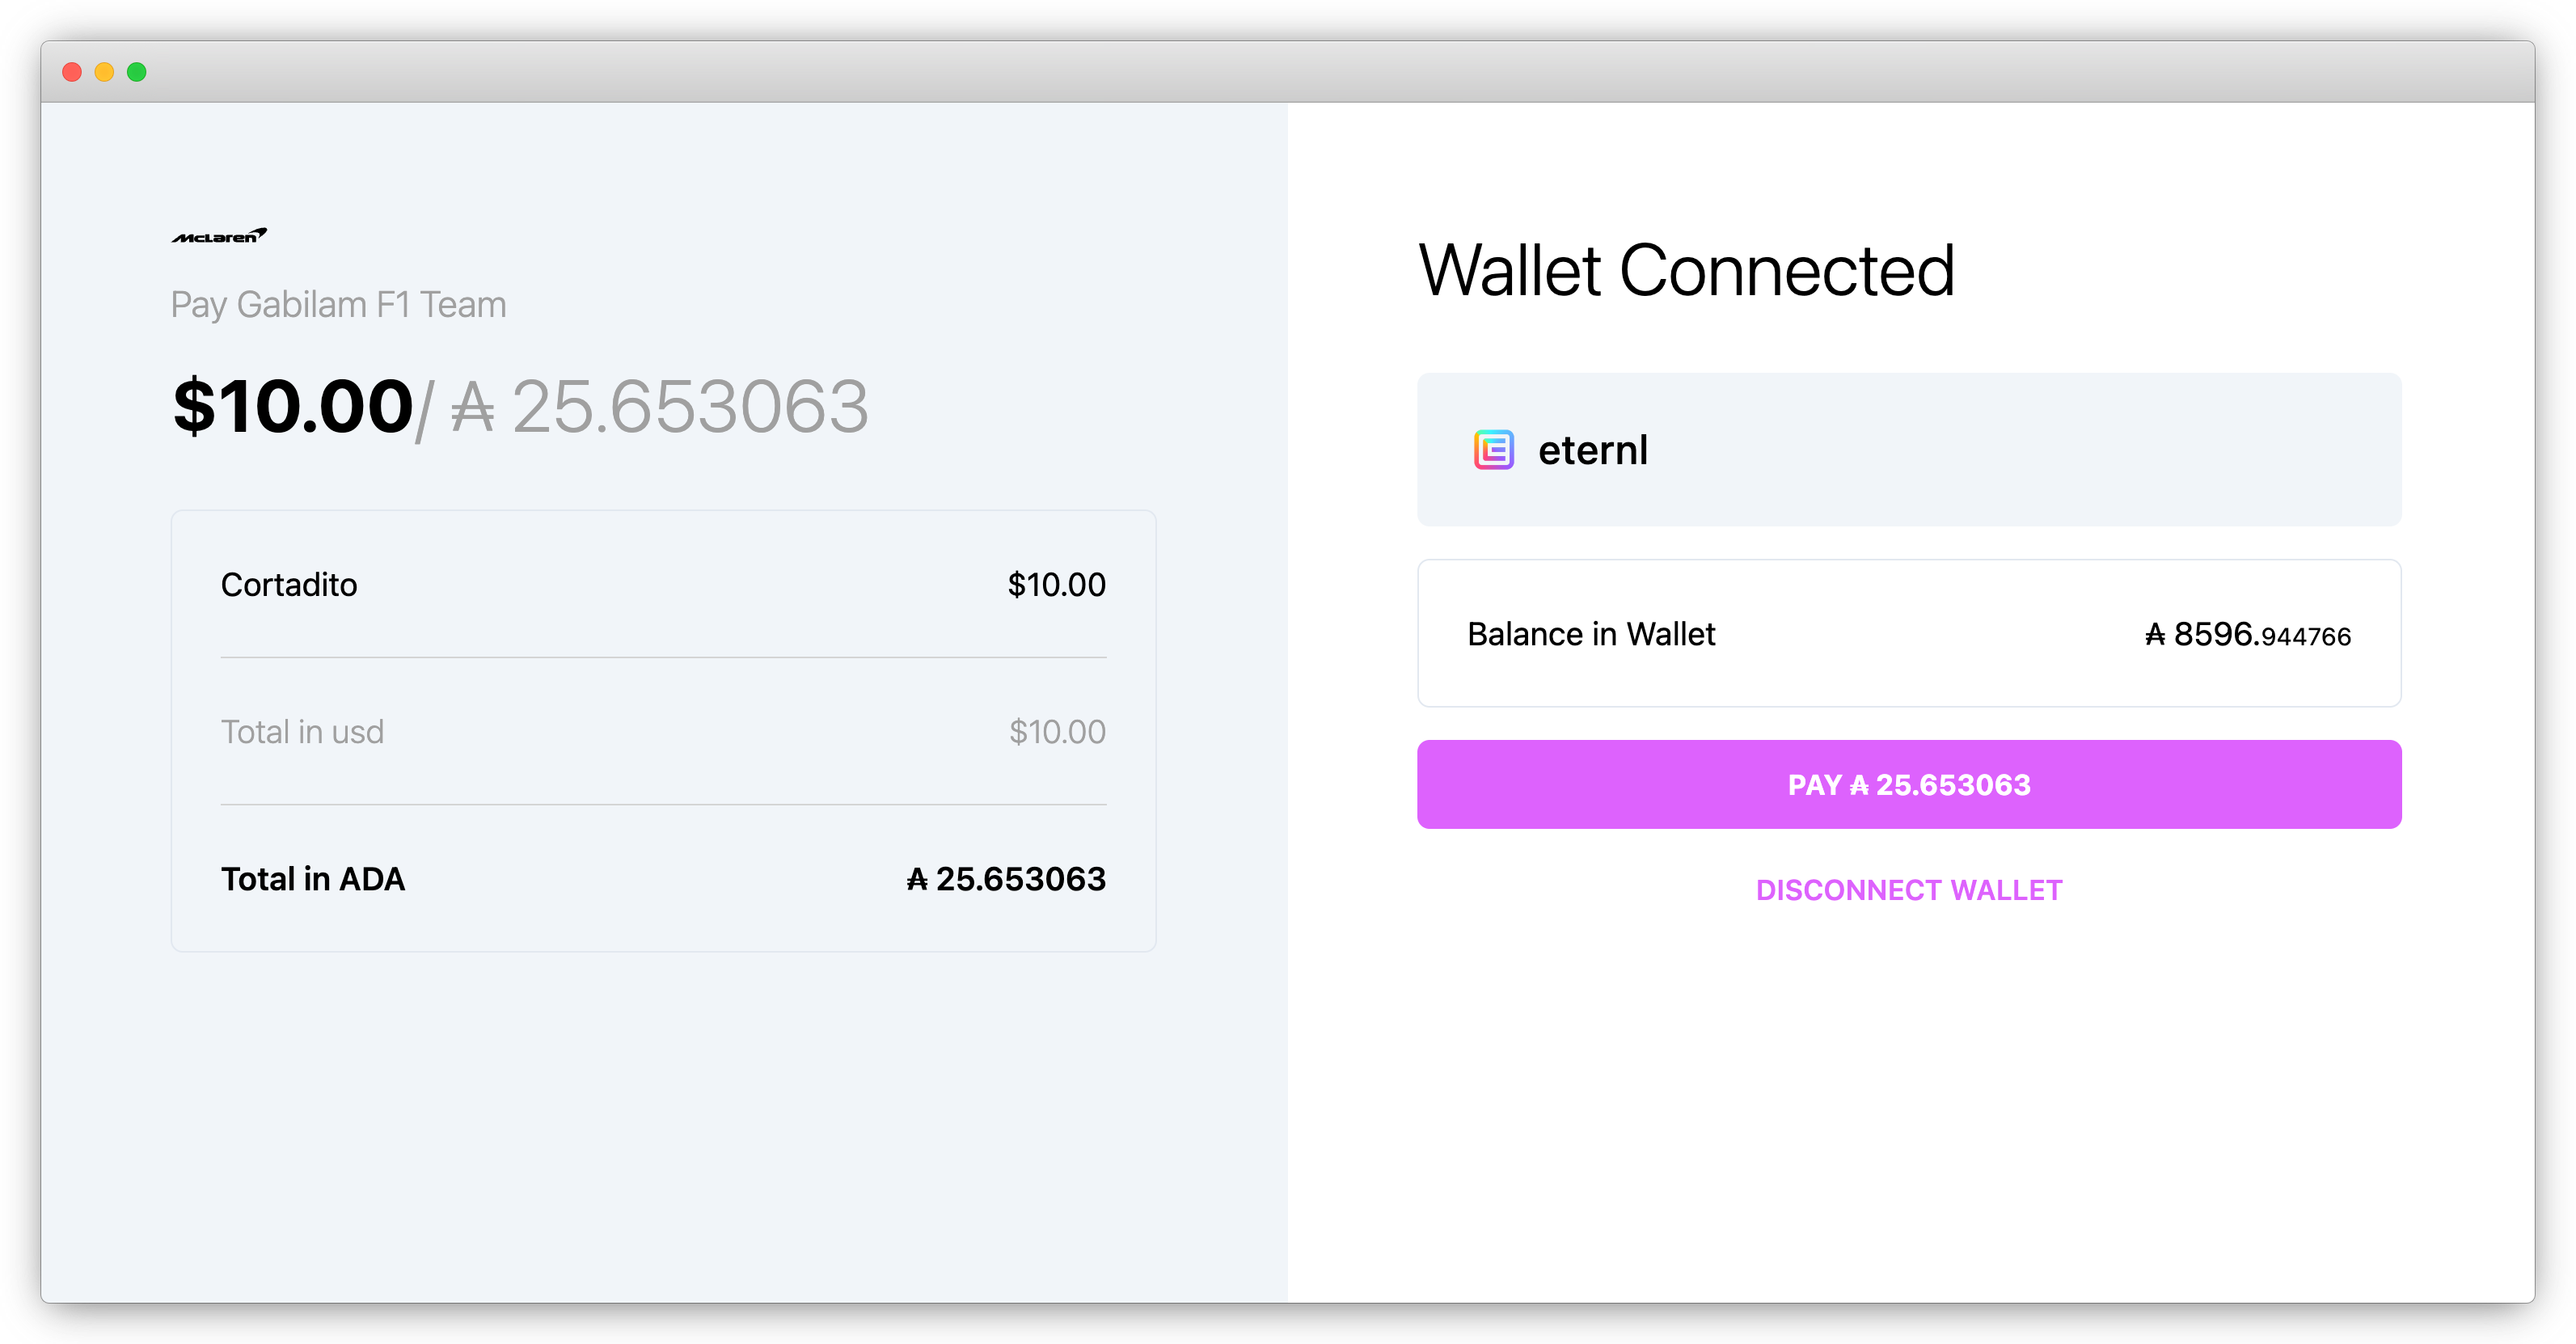 McLaren
Pay Gabilam F1 Team
$10.00/ ₳ 25.653063
Cortadito $10.00
Total in usd $10.00
Total in ADA ₳ 25.653063
Wallet Connected
eternl
Balance in Wallet ₳ 8596.944766
PAY ₳ 25.653063
DISCONNECT WALLET